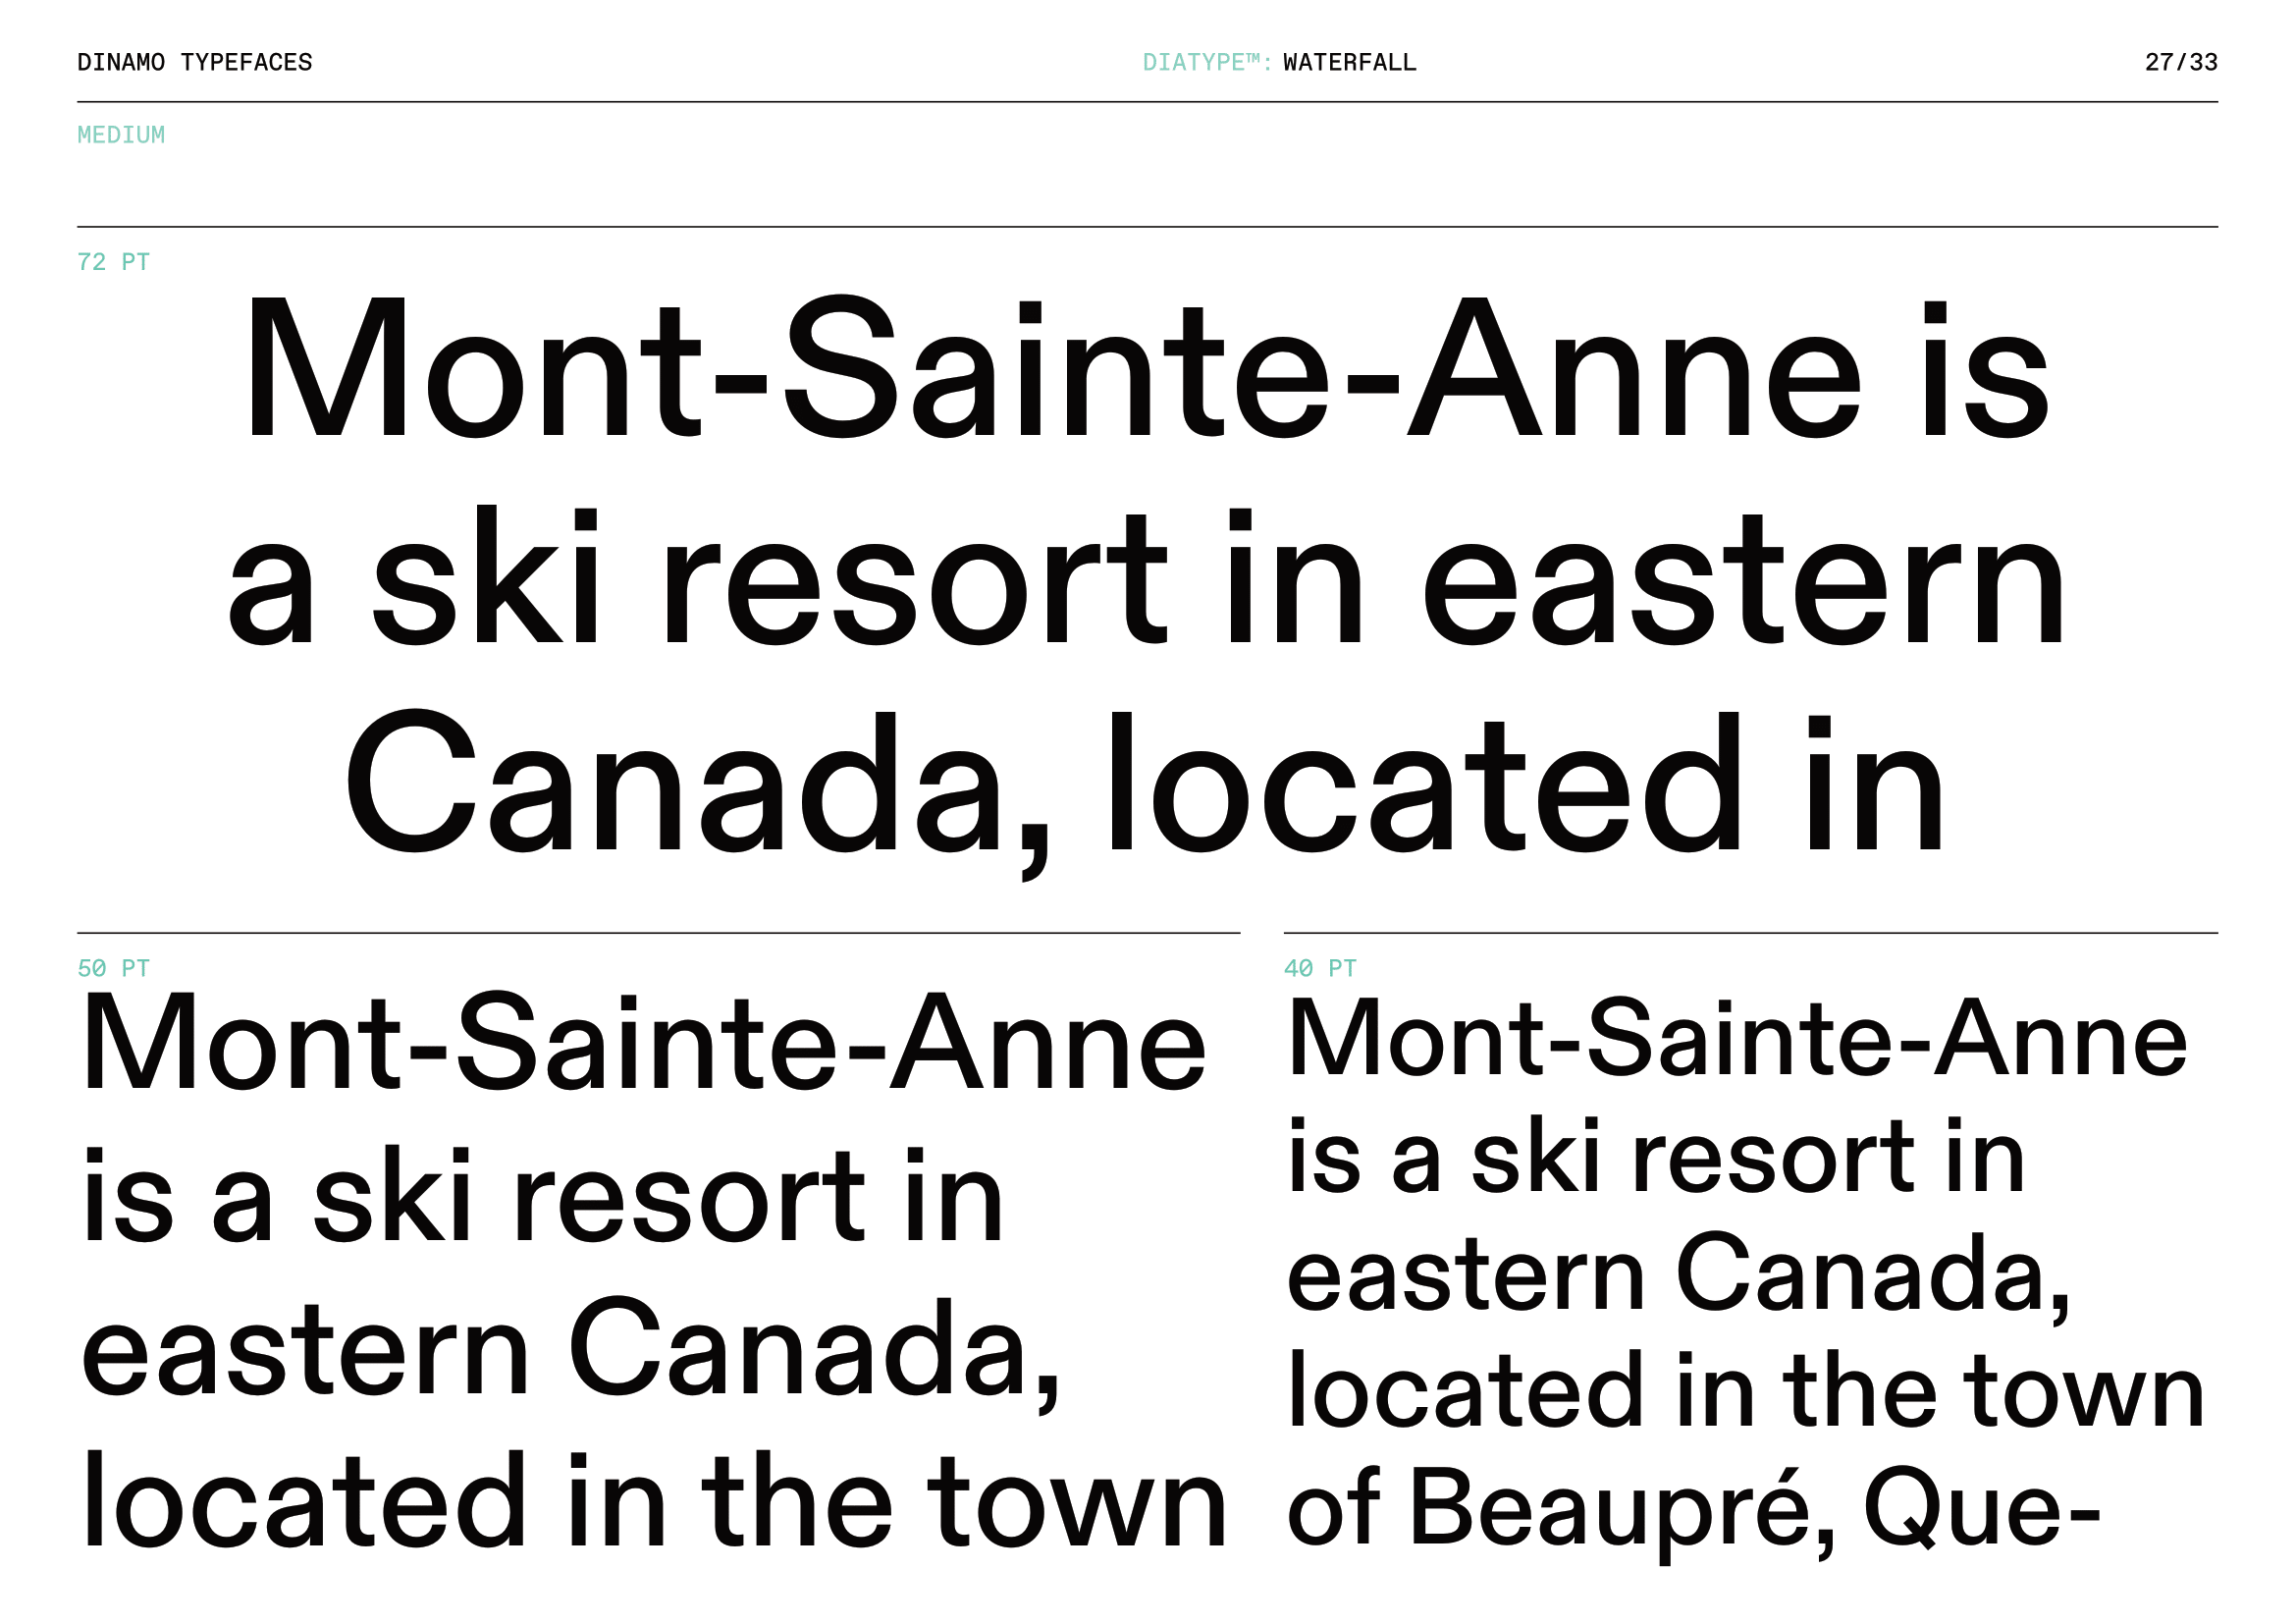 DINAMO TYPEFACES DIATYPE™: WATERFALL 27/33
MEDIUM
72 PT
Mont-Sainte-Anne is
a ski resort in eastern
Canada, located in
50 PT
Mont-Sainte-Anne
is a ski resort in
eastern Canada,
located in the town
40 PT
Mont-Sainte-Anne
is a ski resort in
eastern Canada,
located in the town
of Beaupré, Que-